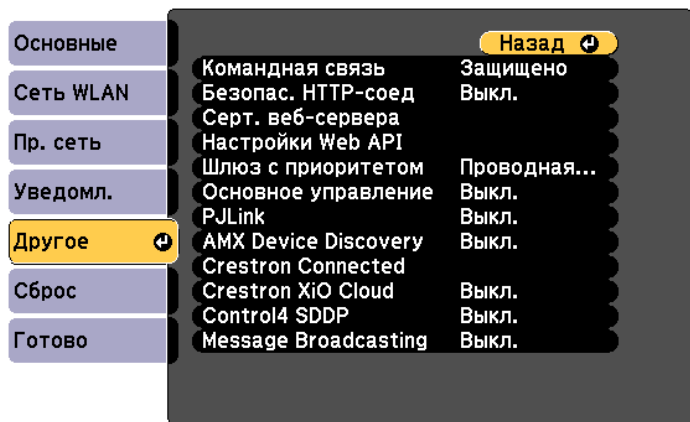 Основные
Сеть WLAN
Пр. сеть
Уведомл.
Другое
Сброс
Готово
Назад
Командная связь Защищено
Безопас. HTTP-соед Выкл.
Серт. веб-сервера
Настройки Web API
Шлюз с приоритетом Проводная...
Основное управление Выкл.
PJLink Выкл.
AMX Device Discovery Выкл.
Crestron Connected
Crestron XiO Cloud Выкл.
Control4 SDDP Выкл.
Message Broadcasting Выкл.